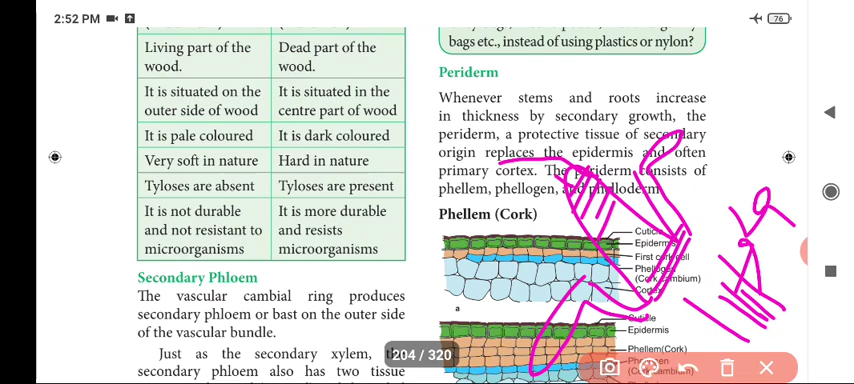 2:52 PM
76
Living part of the wood.
Dead part of the wood.
It is situated on the outer side of wood
It is situated in the centre part of wood
It is pale coloured
It is dark coloured
Very soft in nature
Hard in nature
Tyloses are absent
Tyloses are present
It is not durable and not resistant to microorganisms
It is more durable and resists microorganisms
Secondary Phloem
The vascular cambial ring produces
secondary phloem or bast on the outer side
of the vascular bundle.
Just as the secondary xylem,
secondary phloem also has two tissue
204 / 320
bags etc., instead of using plastics or nylon?
Periderm
Whenever stems and roots increase
in thickness by secondary growth, the
periderm, a protective tissue of secondary
origin replaces the epidermis and often
primary cortex. The periderm consists of
phellem, phellogen, and phelloderm
Phellem (Cork)
Cuticle
Epidermis
First cork cell
Phellogen
(Cork cambium)
Cortex
a
Cuticle
Epidermis
Phellem(Cork)
Phellogen
(Cork cambium)